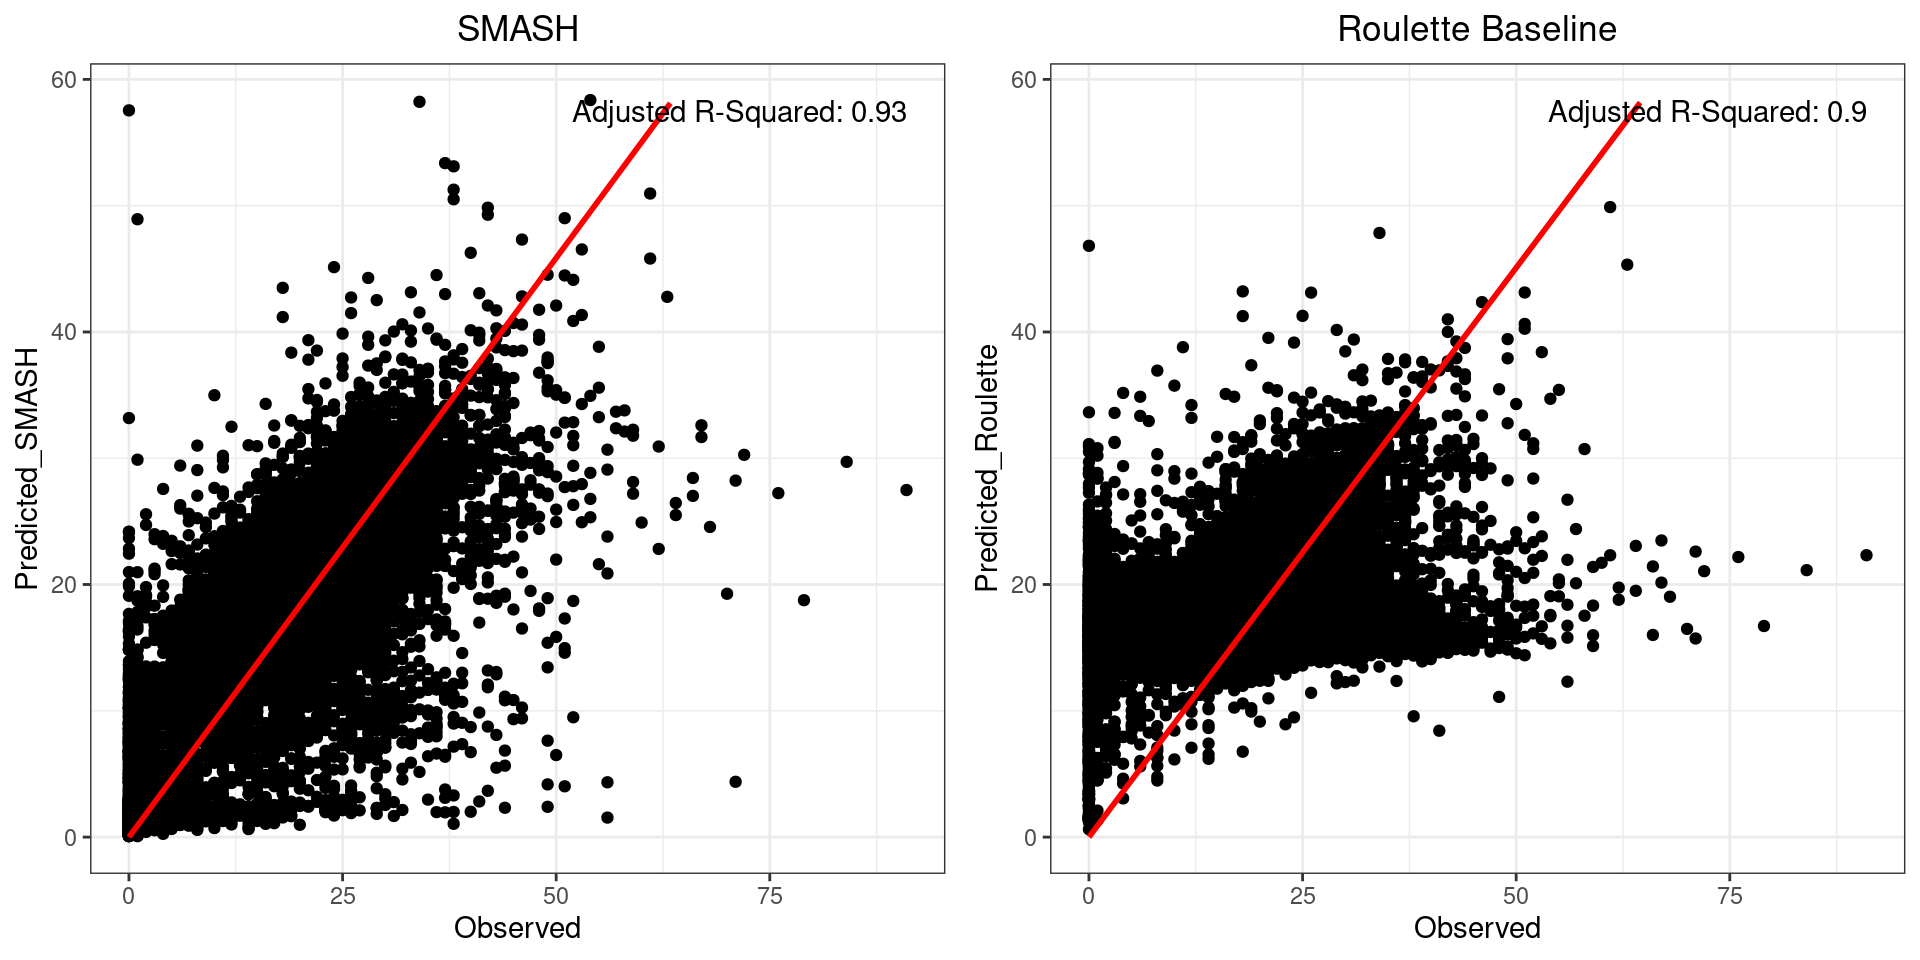 SMASH
Adjusted R-Squared: 0.93
60
40
20
0
Predicted_SMASH
0
25
50
75
Observed
Roulette Baseline
Adjusted R-Squared: 0.9
60
40
20
0
Predicted_Roulette
0
25
50
75
Observed